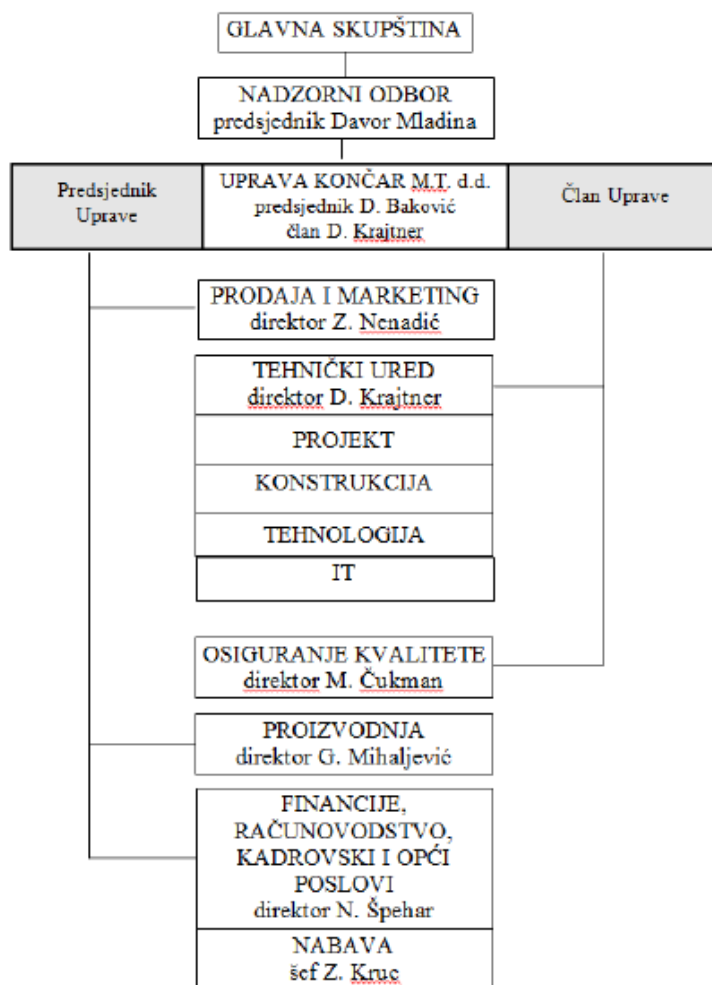 GLAVNA SKUPŠTINA
NADZORNI ODBOR
predsjednik Davor Mladina
Predsjednik
Uprave
UPRAVA KONČAR M.T. d.d.
predsjednik D. Baković
član D. Krajtner
Član Uprave
PRODAJA I MARKETING
direktor Z. Nenadić
TEHNIČKI URED
direktor D. Krajtner
PROJEKT
KONSTRUKCIJA
TEHNOLOGIJA
IT
OSIGURANJE KVALITETE
direktor M. Čukman
PROIZVODNJA
direktor G. Mihaljević
FINANCIJE,
RAČUNOVODSTVO,
KADROVSKI I OPĆI
POSLOVI
direktor N. Špehar
NABAVA
šef Z. Kruc